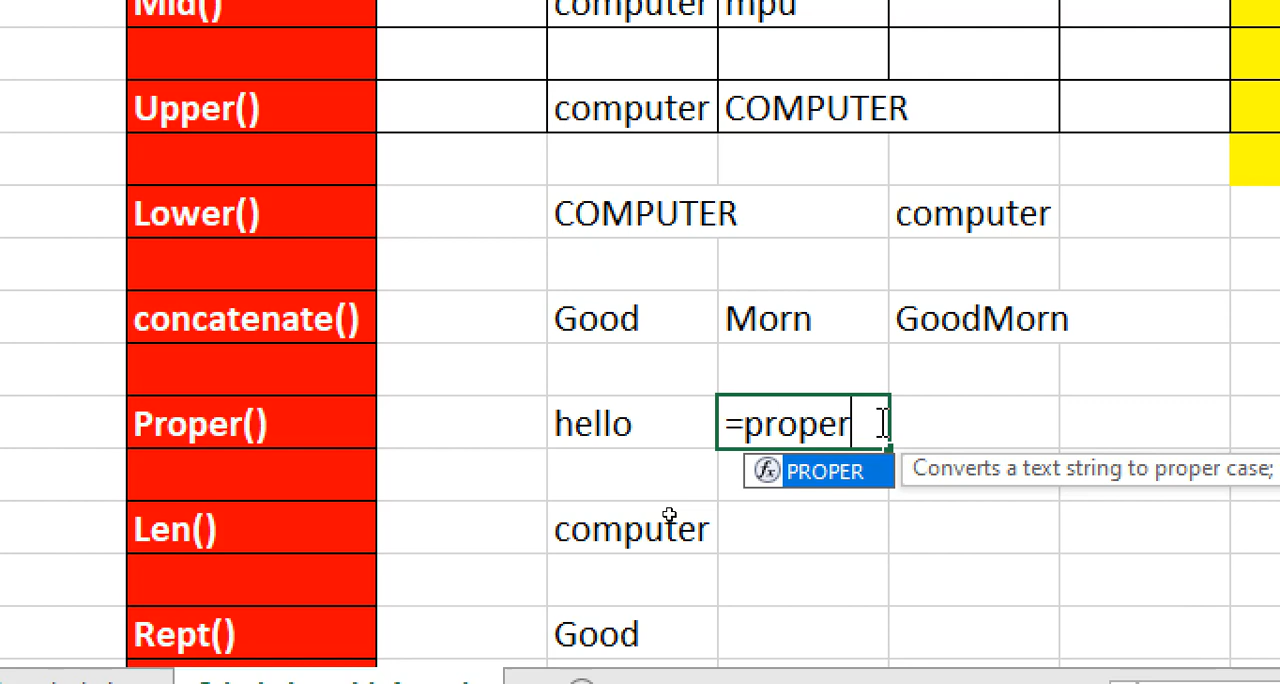 Mid() computer mpu
Upper() computer COMPUTER
Lower() COMPUTER computer
concatenate() Good Morn GoodMorn
Proper() hello =proper
fx PROPER Converts a text string to proper case;
Len() computer
Rept() Good